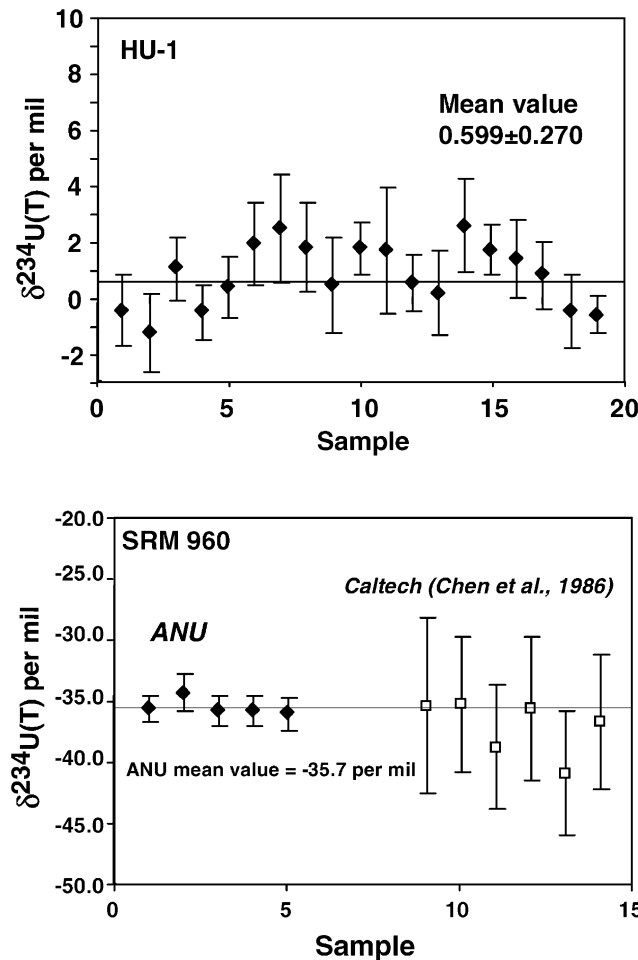 HU-1
Mean value
0.599±0.270
δ234U(T) per mil
10
8
6
4
2
0
-2
0 5 10 15 20
Sample
SRM 960
Caltech (Chen et al., 1986)
ANU
ANU mean value = -35.7 per mil
δ234U(T) per mil
-20.0
-25.0
-30.0
-35.0
-40.0
-45.0
-50.0
0 5 10 15
Sample